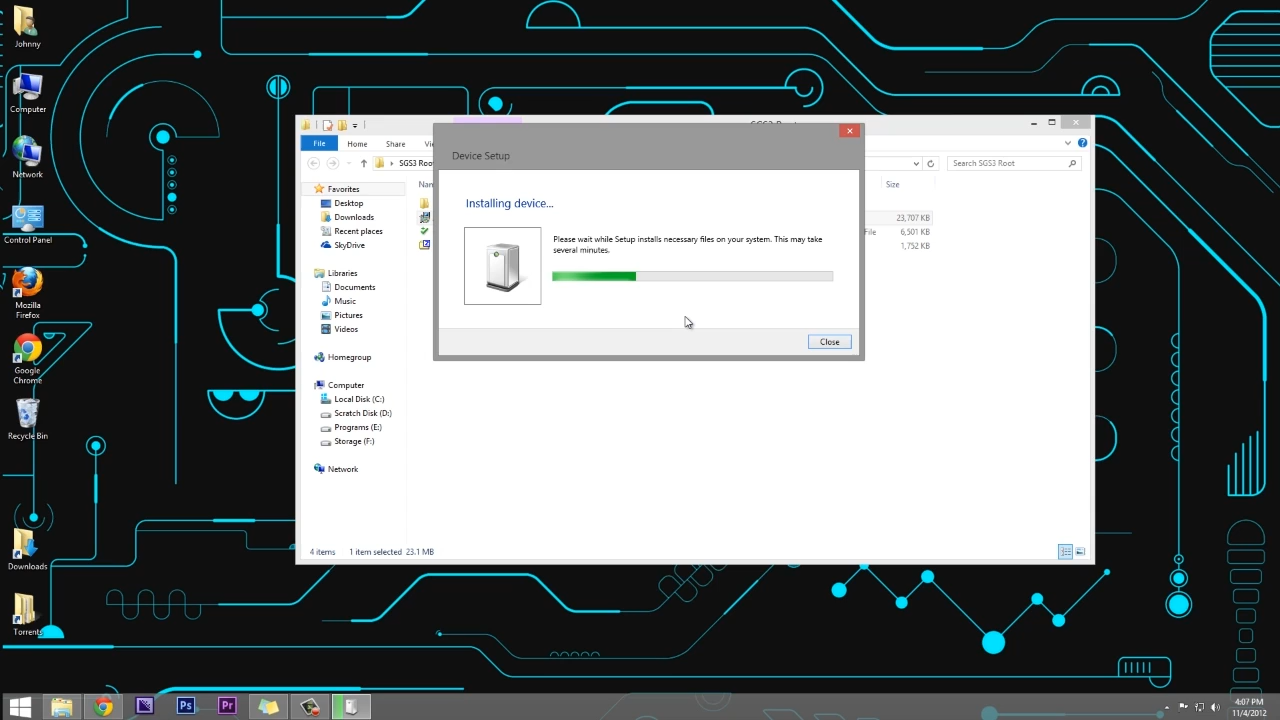 Johnny
Computer
Network
Control Panel
Mozilla
Firefox
Google
Chrome
Recycle Bin
Downloads
Torrents
File
Home
Share
SGS3 Root
Search SGS3 Root
Size
Favorites
Desktop
Downloads
Recent places
SkyDrive
Libraries
Documents
Music
Pictures
Videos
Homegroup
Computer
Local Disk (C:)
Scratch Disk (D:)
Programs (E:)
Storage (F:)
Network
23,707 KB
File
6,501 KB
1,752 KB
Device Setup
Installing device...
Please wait while Setup installs necessary files on your system. This may take
several minutes.
Close
4 items
1 item selected 23.1 MB
Ps
Pr
4:07 PM
11/4/2012